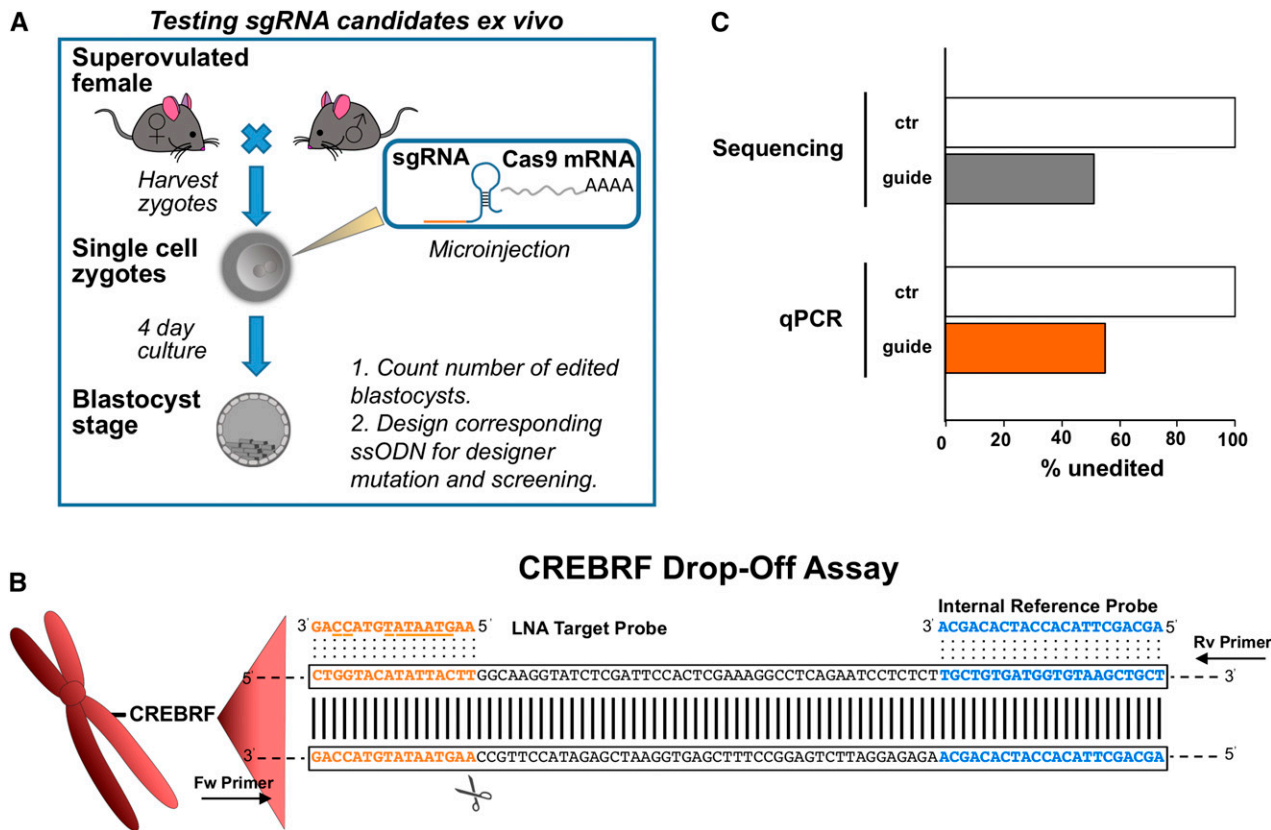 A
Testing sgRNA candidates ex vivo
Superovulated
female
Harvest
zygotes
sgRNA
Cas9 mRNA
AAAA
Microinjection
Single cell
zygotes
4 day
culture
Blastocyst
stage
1. Count number of edited
blastocysts.
2. Design corresponding
ssODN for designer
mutation and screening.
C
Sequencing
ctr
guide
qPCR
ctr
guide
0 20 40 60 80 100
% unedited
CREBRF Drop-Off Assay
B
CREBRF
Fw Primer
3' GACCATGTATAATGAA 5' LNA Target Probe
Internal Reference Probe
3' ACGACACTACCACATTCGACGA 5'
Rv Primer
5' CTGGTACATATTACTTGGCAAGGTATCTCGATTCCACTCGAAAGGCCTCAGAATCCTCTCTTGCTGTGATGGTGTAAGCTGCT 3'
3' GACCATGTATAATGAACCGTTCCATAGAGCTAAGGTGAGCTTTCCGGAGTCTTAGGAGAGAACGACACTACCACATTCGACGA 5'